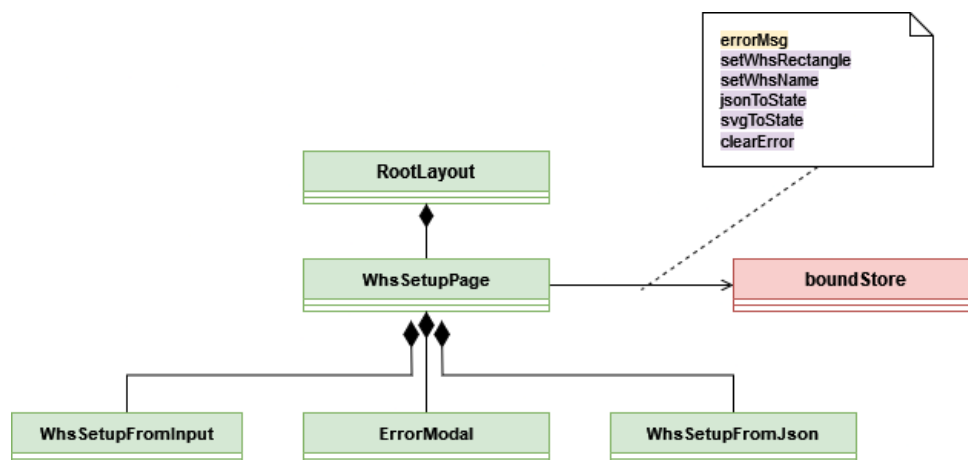 errorMsg
setWhsRectangle
setWhsName
jsonToState
svgToState
clearError
RootLayout
WhsSetupPage
boundStore
WhsSetupFromInput
ErrorModal
WhsSetupFromJson